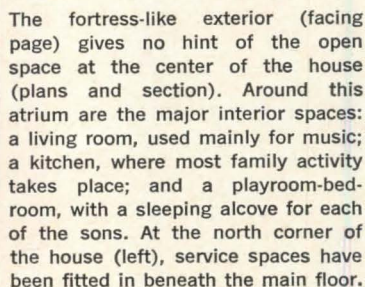 The fortress-like exterior (facing
page) gives no hint of the open
space at the center of the house
(plans and section). Around this
atrium are the major interior spaces:
a living room, used mainly for music;
a kitchen, where most family activity
takes place; and a playroom-bed-
room, with a sleeping alcove for each
of the sons. At the north corner of
the house (left), service spaces have
been fitted in beneath the main floor.